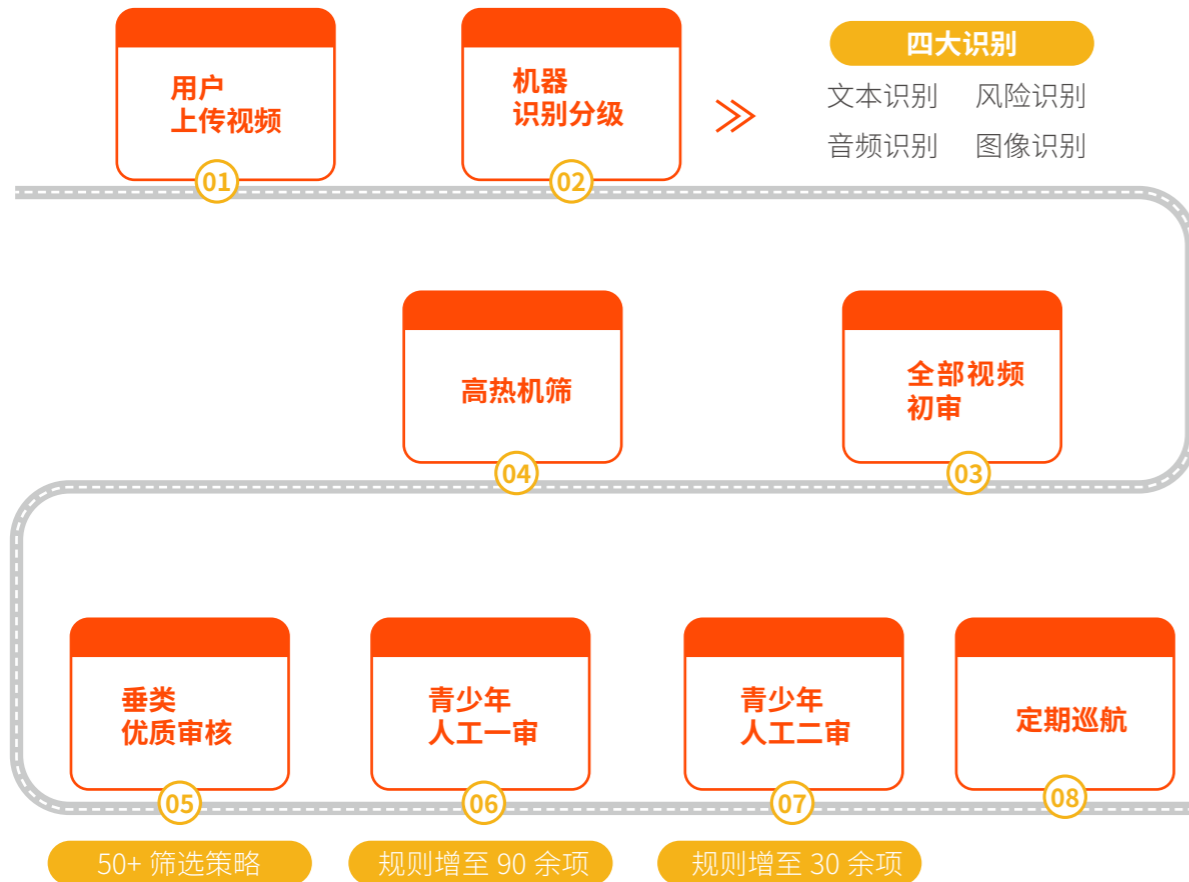 用户
上传视频
01
机器
识别分级
02
四大识别
文本识别 风险识别
音频识别 图像识别
全部视频
初审
03
高热机筛
04
垂类
优质审核
05
50+ 筛选策略
青少年
人工一审
06
规则增至 90 余项
青少年
人工二审
07
规则增至 30 余项
定期巡航
08